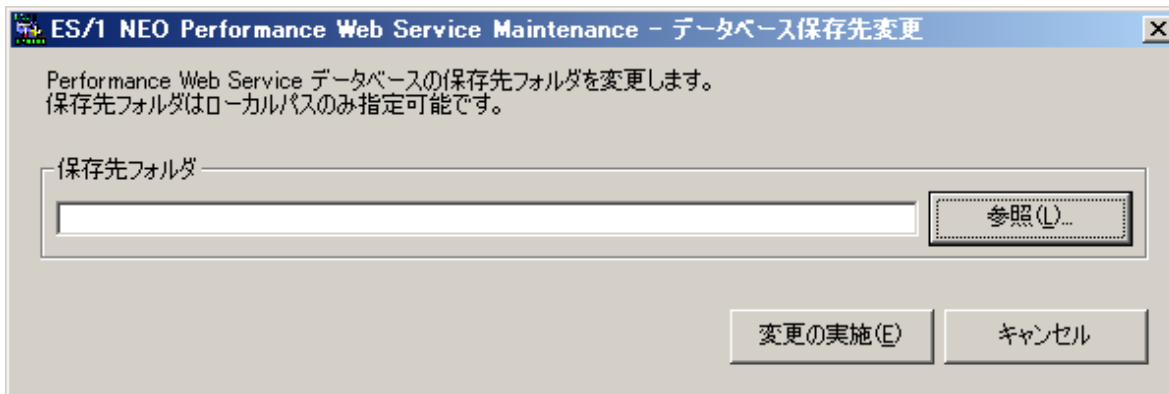 ES/1 NEO Performance Web Service Maintenance - データベース保存先変更
Performance Web Service データベースの保存先フォルダを変更します。
保存先フォルダはローカルパスのみ指定可能です。
保存先フォルダ
参照(L)...
変更の実施(E)
キャンセル